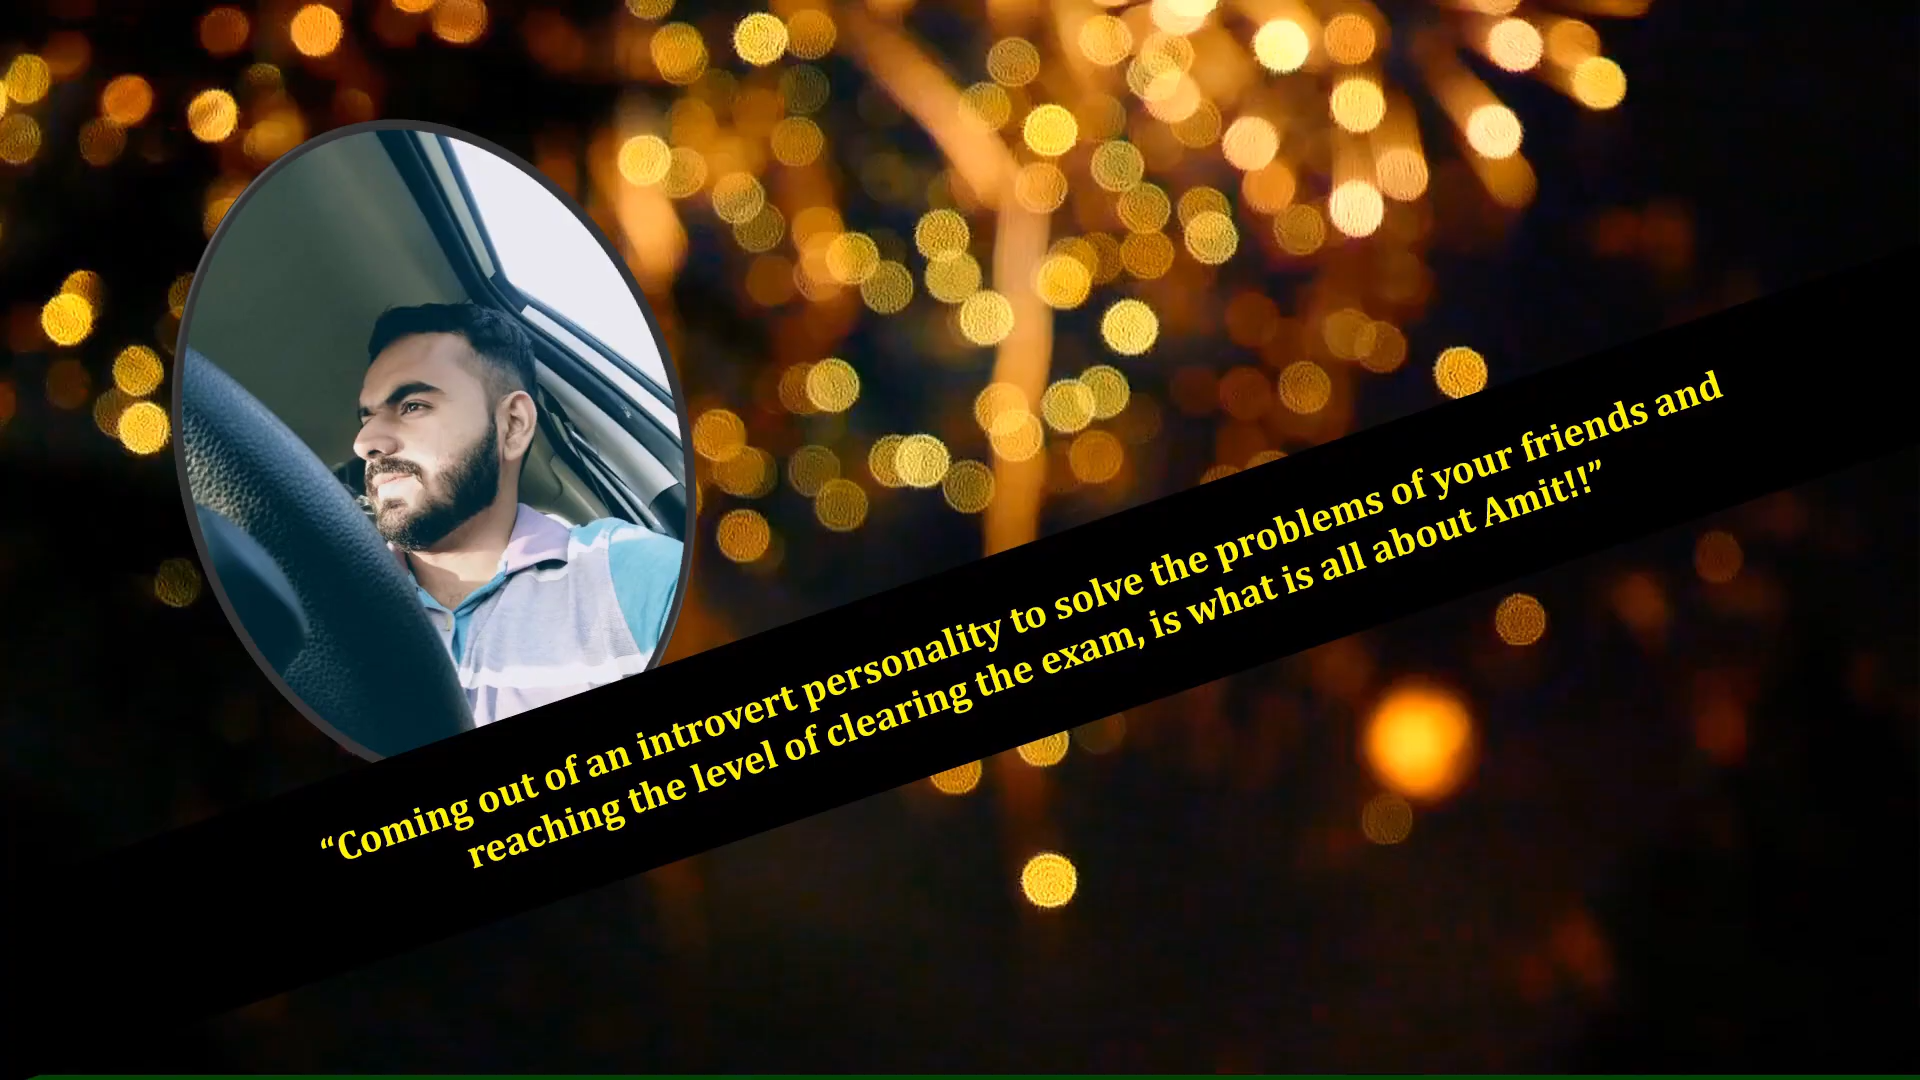 “Coming out of an introvert personality to solve the problems of your friends and
reaching the level of clearing the exam, is what is all about Amit!!”